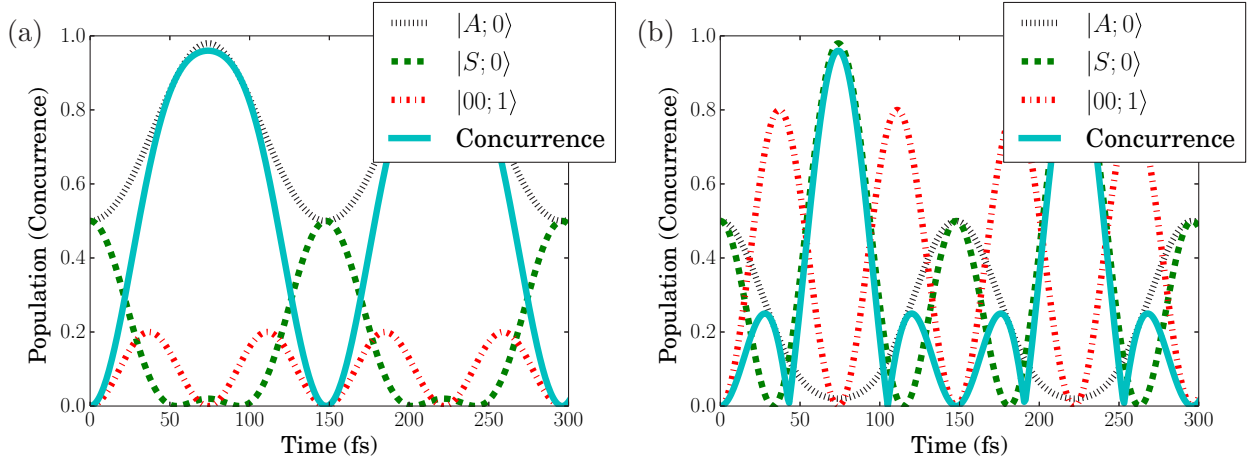 (a)
Population (Concurrence)
1.0
0.8
0.6
0.4
0.2
0.0
0 50 100 150 200 250 300
Time (fs)
|A; 0⟩
|S; 0⟩
|00; 1⟩
Concurrence
(b)
Population (Concurrence)
1.0
0.8
0.6
0.4
0.2
0.0
0 50 100 150 200 250 300
Time (fs)
|A; 0⟩
|S; 0⟩
|00; 1⟩
Concurrence